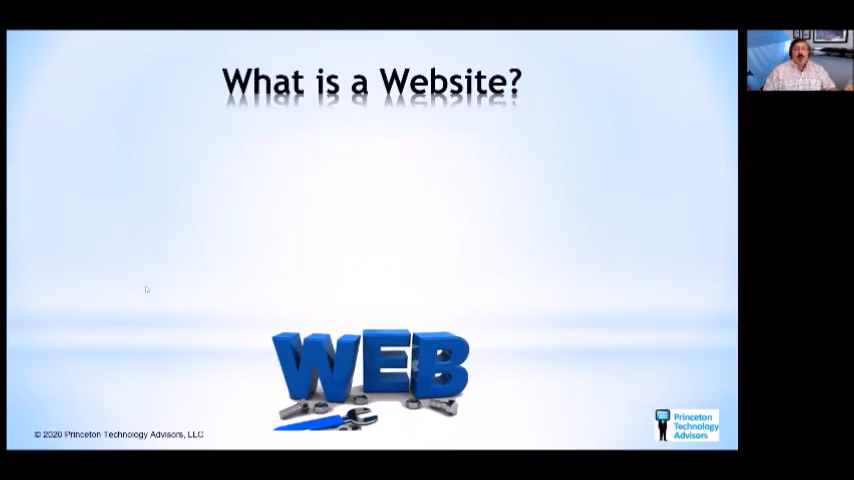 What is a Website?
WEB
© 2020 Princeton Technology Advisors, LLC
Princeton
Technology
Advisors